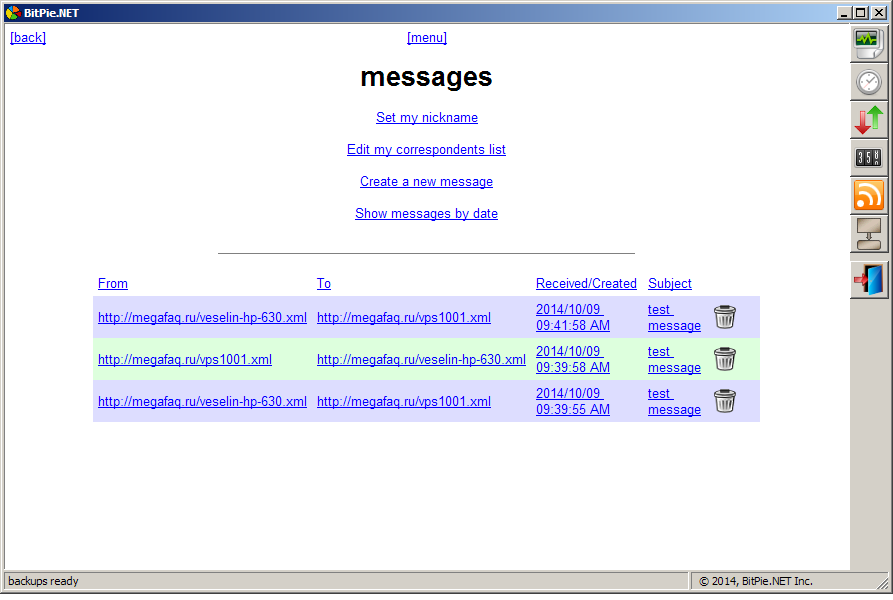 BitPie.NET
[back] [menu]
messages
Set my nickname
Edit my correspondents list
Create a new message
Show messages by date
From To Received/Created Subject
http://megafaq.ru/veselin-hp-630.xml http://megafaq.ru/vps1001.xml 2014/10/09 09:41:58 AM test message
http://megafaq.ru/vps1001.xml http://megafaq.ru/veselin-hp-630.xml 2014/10/09 09:39:58 AM test message
http://megafaq.ru/veselin-hp-630.xml http://megafaq.ru/vps1001.xml 2014/10/09 09:39:55 AM test message
backups ready © 2014, BitPie.NET Inc.